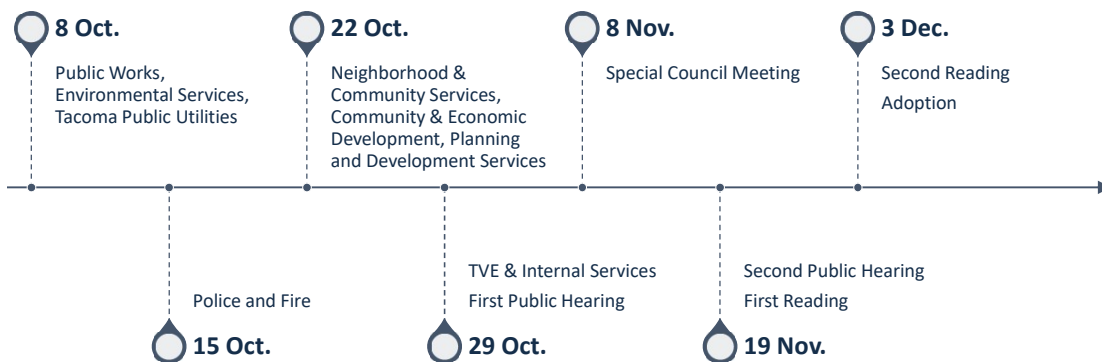 8 Oct.
Public Works,
Environmental Services,
Tacoma Public Utilities
22 Oct.
Neighborhood &
Community Services,
Community & Economic
Development, Planning
and Development Services
8 Nov.
Special Council Meeting
3 Dec.
Second Reading
Adoption
Police and Fire
15 Oct.
TVE & Internal Services
First Public Hearing
29 Oct.
Second Public Hearing
First Reading
19 Nov.